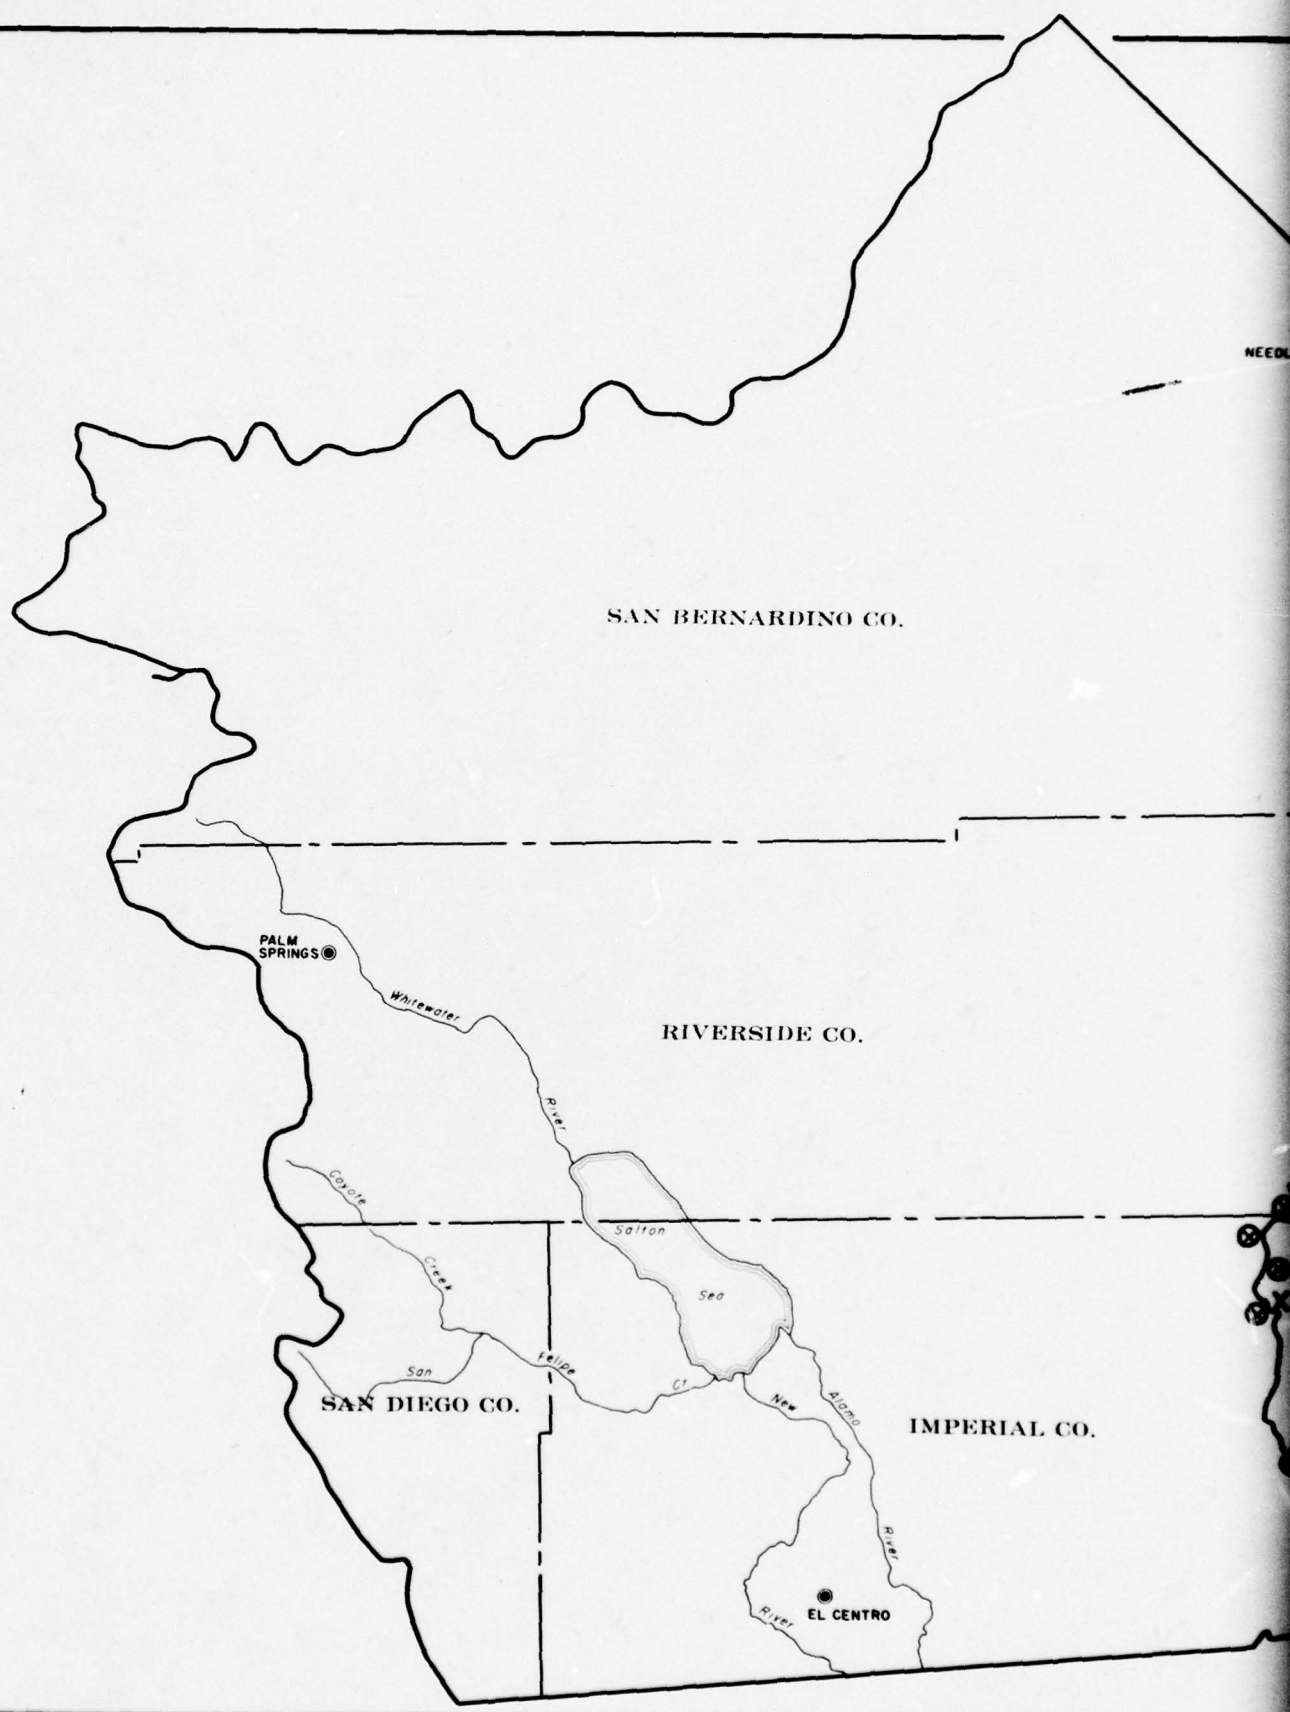 NEEDL
SAN BERNARDINO CO.
PALM
SPRINGS
Whitewater
RIVERSIDE CO.
River
Coyote
Salton
Creek
Sea
Felipe
San
Cr
New
Alamo
SAN DIEGO CO.
IMPERIAL CO.
River
River
EL CENTRO